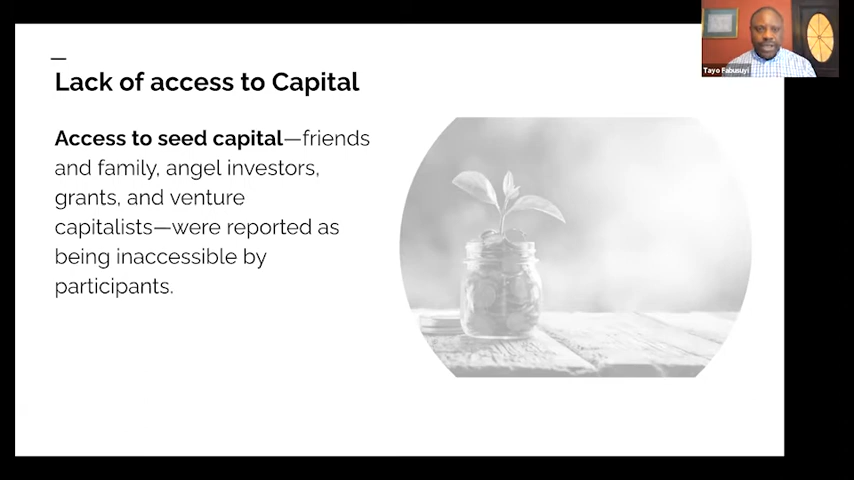 Lack of access to Capital
Access to seed capital—friends
and family, angel investors,
grants, and venture
capitalists—were reported as
being inaccessible by
participants.
Tayo Fabusuyi